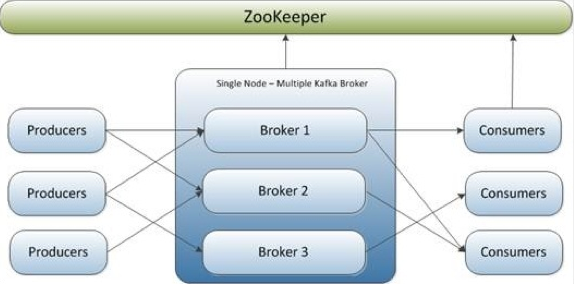 ZooKeeper
Single Node – Multiple Kafka Broker
Producers
Broker 1
Consumers
Producers
Broker 2
Consumers
Producers
Broker 3
Consumers